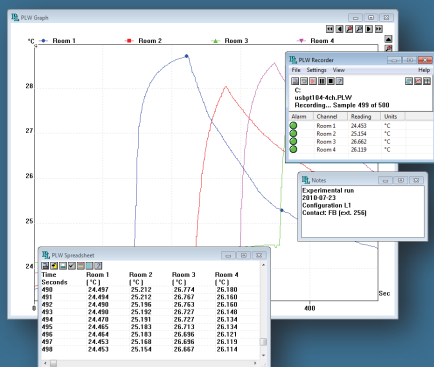 PLW Graph
°C
Room 1
Room 2
Room 3
Room 4
28
27
26
25
24
0
400
Sec
PLW Recorder
File Settings View Help
C:
usbpt104-4ch.PLW
Recording... Sample 499 of 500
Alarm Channel Reading Units
Room 1 24.453 °C
Room 2 25.154 °C
Room 3 26.662 °C
Room 4 26.119 °C
Notes
Experimental run
2010-07-23
Configuration L1
Contact: FB (ext. 256)
PLW Spreadsheet
Time Room 1 Room 2 Room 3 Room 4
Seconds (°C) (°C) (°C) (°C)
490 24.497 25.212 26.774 26.180
491 24.494 25.212 26.767 26.160
492 24.490 25.196 26.763 26.160
493 24.490 25.192 26.727 26.148
494 24.470 25.191 26.727 26.134
495 24.465 25.183 26.713 26.134
496 24.464 25.183 26.696 26.121
497 24.453 25.168 26.696 26.119
498 24.453 25.154 26.667 26.114